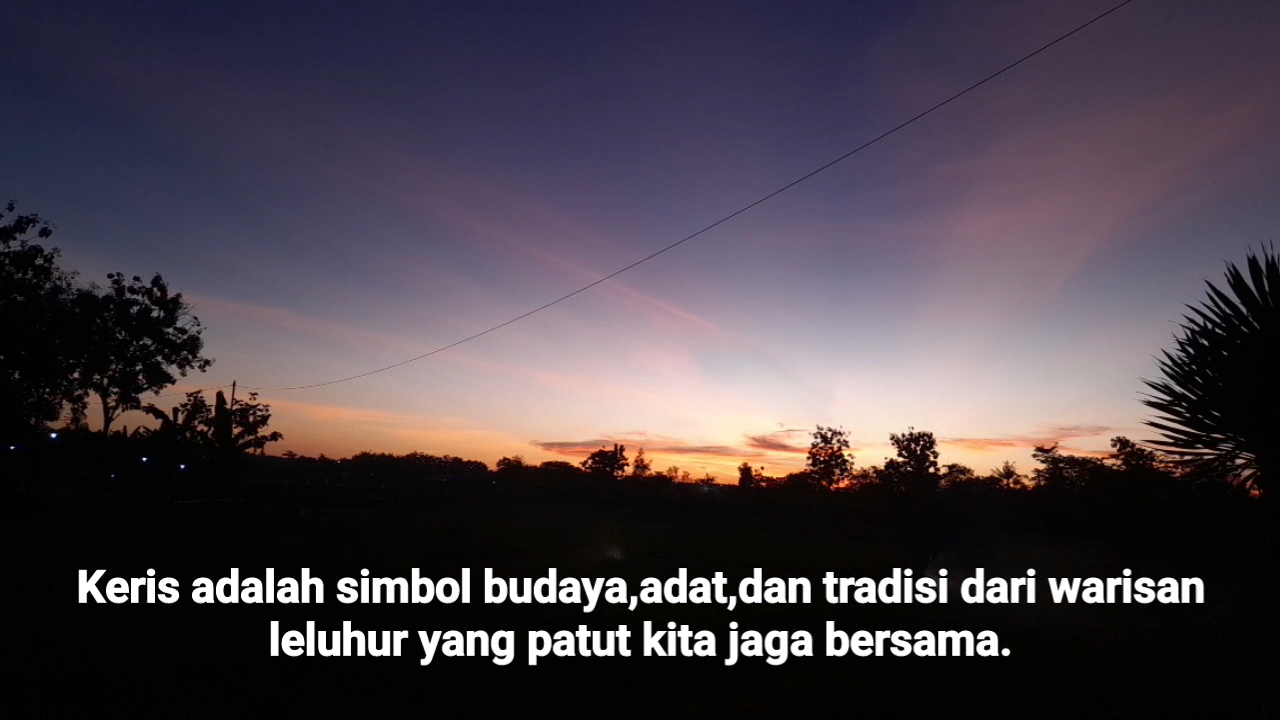 Keris adalah simbol budaya,adat,dan tradisi dari warisan
leluhur yang patut kita jaga bersama.